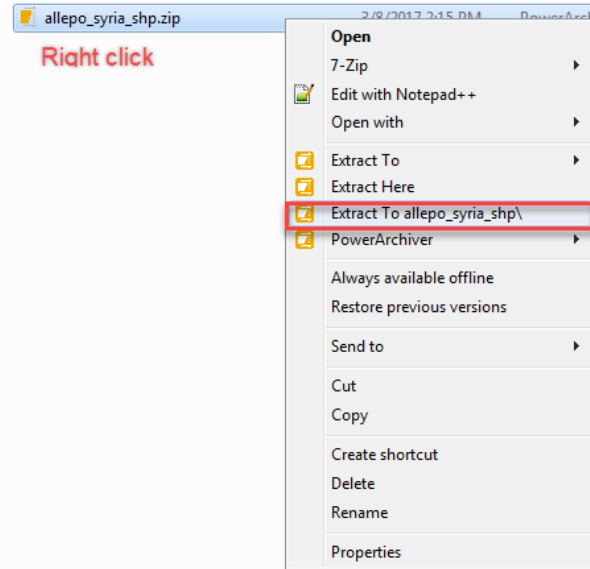 allepo_syria_shp.zip 3/8/2017 2:15 PM PowerArc
Right click
Open
7-Zip
Edit with Notepad++
Open with
Extract To
Extract Here
Extract To allepo_syria_shp\
PowerArchiver
Always available offline
Restore previous versions
Send to
Cut
Copy
Create shortcut
Delete
Rename
Properties